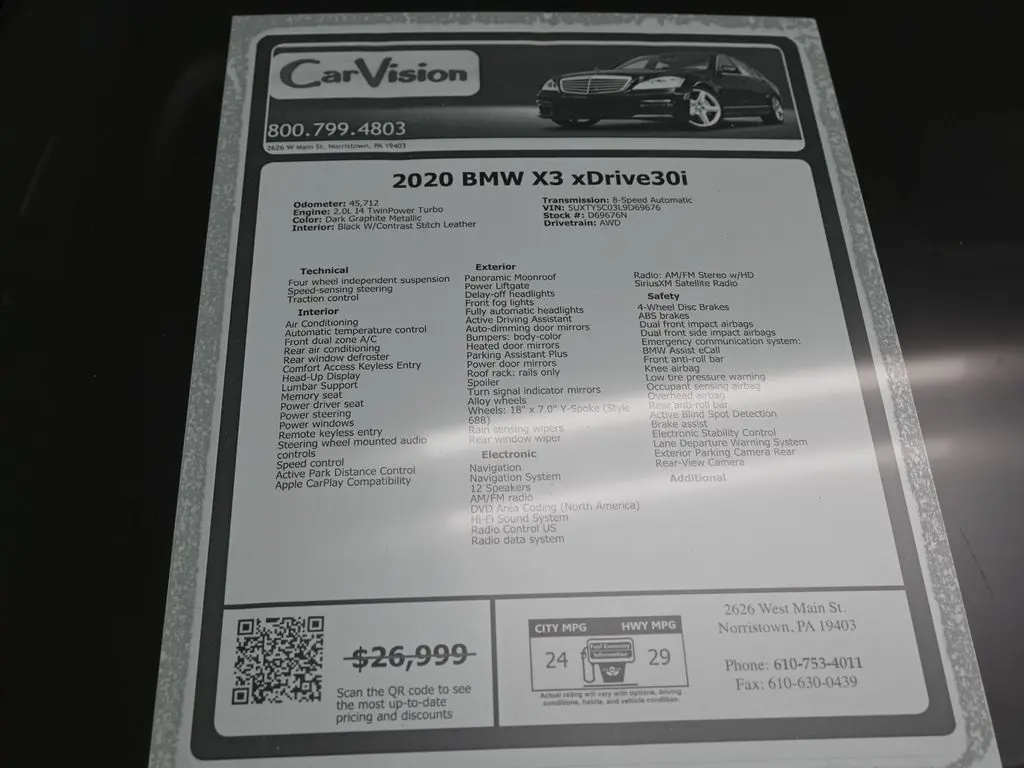 CarVision
800.799.4803
2626 W Main St, Norristown, PA 19403
2020 BMW X3 xDrive30i
Odometer: 45,712
Engine: 2.0L I4 TwinPower Turbo
Color: Dark Graphite Metallic
Interior: Black W/Contrast Stitch Leather
Transmission: 8-Speed Automatic
VIN: 5UXTY5C03L9D69676
Stock #: D69676N
Drivetrain: AWD
Technical
Four wheel independent suspension
Speed-sensing steering
Traction control
Interior
Air Conditioning
Automatic temperature control
Front dual zone A/C
Rear air conditioning
Rear window defroster
Comfort Access Keyless Entry
Head-Up Display
Lumbar Support
Memory seat
Power driver seat
Power steering
Power windows
Remote keyless entry
Steering wheel mounted audio
controls
Speed control
Active Park Distance Control
Apple CarPlay Compatibility
Exterior
Panoramic Moonroof
Power Liftgate
Delay-off headlights
Front fog lights
Fully automatic headlights
Active Driving Assistant
Auto-dimming door mirrors
Bumpers: body-color
Heated door mirrors
Parking Assistant Plus
Power door mirrors
Roof rack: rails only
Spoiler
Turn signal indicator mirrors
Alloy wheels
Wheels: 18" x 7.0" Y-Spoke (Style
688)
Rain sensing wipers
Rear window wiper
Electronic
Navigation
Navigation System
12 Speakers
AM/FM radio
DVD Area Coding (North America)
Hi-Fi Sound System
Radio Control US
Radio data system
Radio: AM/FM Stereo w/HD
SiriusXM Satellite Radio
Safety
4-Wheel Disc Brakes
ABS brakes
Dual front impact airbags
Dual front side impact airbags
Emergency communication system:
BMW Assist eCall
Front anti-roll bar
Knee airbag
Low tire pressure warning
Occupant sensing airbag
Overhead airbag
Rear anti-roll bar
Active Blind Spot Detection
Brake assist
Electronic Stability Control
Lane Departure Warning System
Exterior Parking Camera Rear
Rear-View Camera
Additional
$26,999
Scan the QR code to see
the most up-to-date
pricing and discounts
CITY MPG
HWY MPG
24
Fuel Economy
Information
29
Actual rating will vary with options, driving
conditions, habits, and vehicle condition.
2626 West Main St.
Norristown, PA 19403
Phone: 610-753-4011
Fax: 610-630-0439